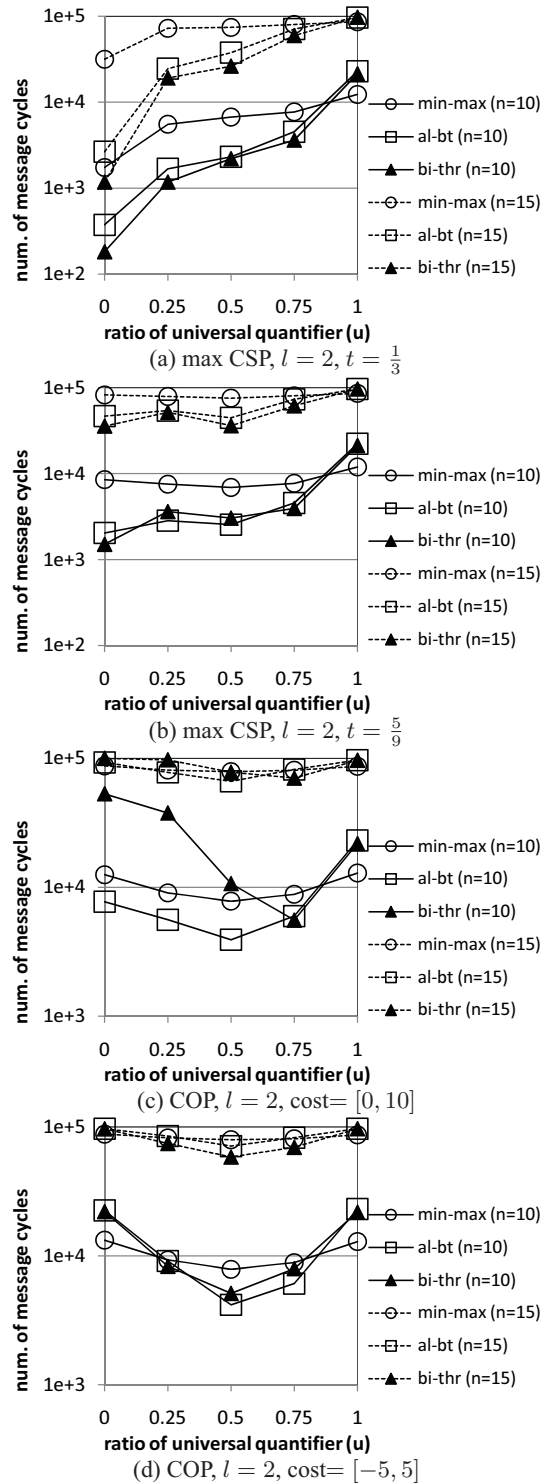 1e+5
1e+4
1e+3
1e+2
num. of message cycles
0 0.25 0.5 0.75 1
ratio of universal quantifier (u)
min-max (n=10)
al-bt (n=10)
bi-thr (n=10)
min-max (n=15)
al-bt (n=15)
bi-thr (n=15)
(a) max CSP, l = 2, t = 1/3
1e+5
1e+4
1e+3
1e+2
num. of message cycles
0 0.25 0.5 0.75 1
ratio of universal quantifier (u)
min-max (n=10)
al-bt (n=10)
bi-thr (n=10)
min-max (n=15)
al-bt (n=15)
bi-thr (n=15)
(b) max CSP, l = 2, t = 5/9
1e+5
1e+4
1e+3
num. of message cycles
0 0.25 0.5 0.75 1
ratio of universal quantifier (u)
min-max (n=10)
al-bt (n=10)
bi-thr (n=10)
min-max (n=15)
al-bt (n=15)
bi-thr (n=15)
(c) COP, l = 2, cost= [0, 10]
1e+5
1e+4
1e+3
num. of message cycles
0 0.25 0.5 0.75 1
ratio of universal quantifier (u)
min-max (n=10)
al-bt (n=10)
bi-thr (n=10)
min-max (n=15)
al-bt (n=15)
bi-thr (n=15)
(d) COP, l = 2, cost= [−5, 5]